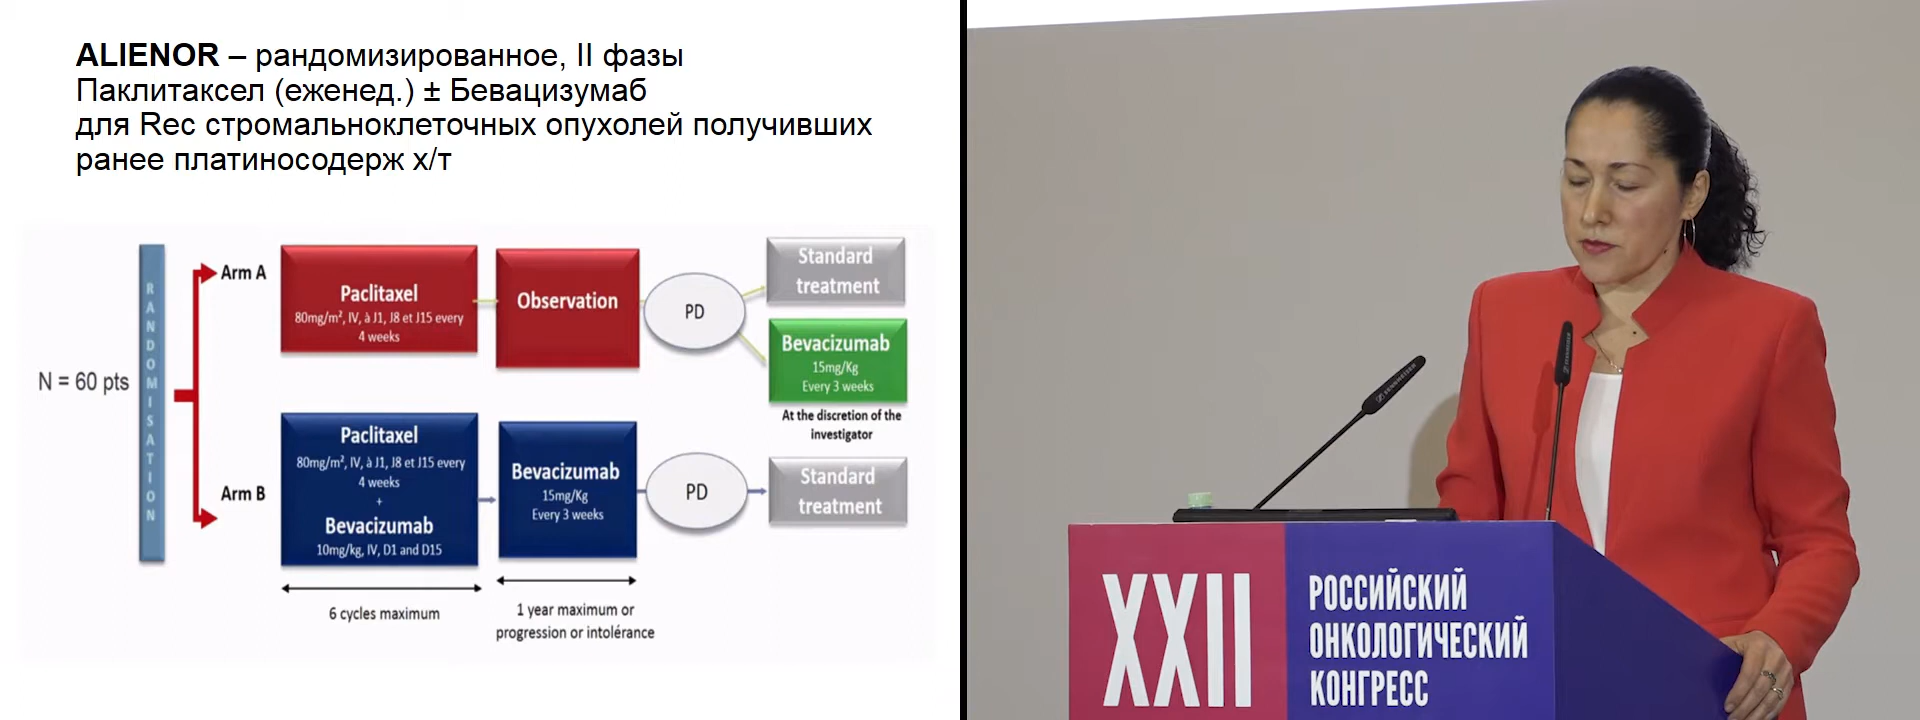 ALIENOR – рандомизированное, II фазы
Паклитаксел (еженед.) ± Бевацизумаб
для Rec стромальноклеточных опухолей получивших
ранее платиносодерж х/т
N = 60 pts
RANDOMISATION
Arm A
Paclitaxel
80mg/m², IV, à J1, J8 et J15 every
4 weeks
Observation
PD
Standard
treatment
Bevacizumab
15mg/Kg
Every 3 weeks
At the discretion of the
investigator
Arm B
Paclitaxel
80mg/m², IV, à J1, J8 et J15 every
4 weeks
+
Bevacizumab
10mg/kg, IV, D1 and D15
Bevacizumab
15mg/Kg
Every 3 weeks
PD
Standard
treatment
6 cycles maximum
1 year maximum or
progression or intolérance
SENNHEISER
XXII
РОССИЙСКИЙ
ОНКОЛОГИЧЕСКИЙ
КОНГРЕСС